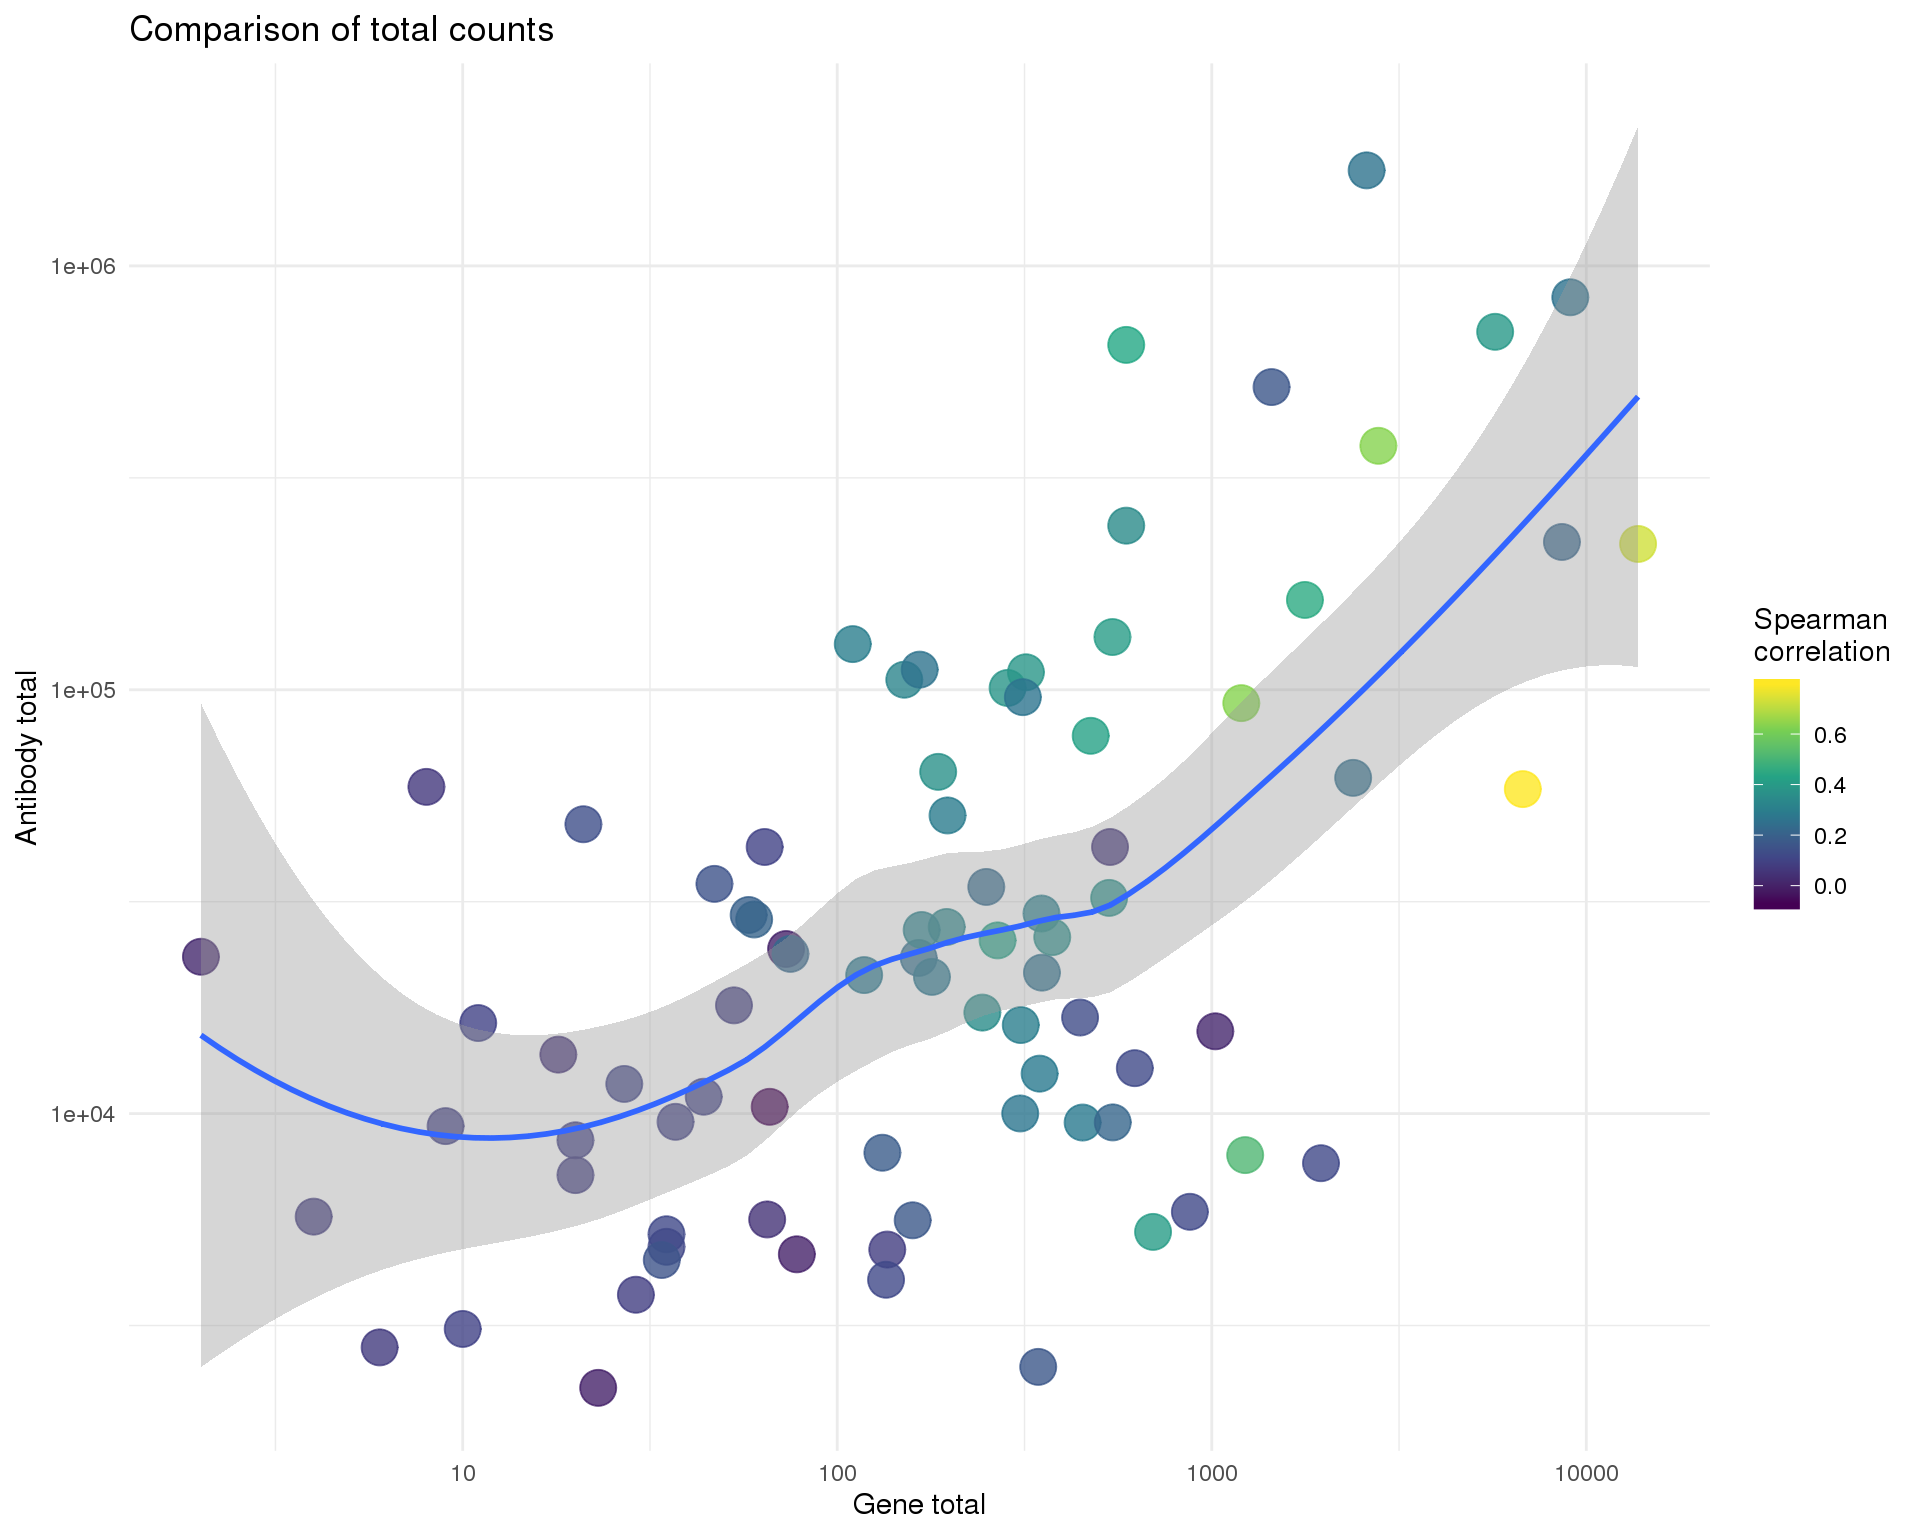 Comparison of total counts
1e+06
1e+05
1e+04
Antibody total
10
100
1000
10000
Gene total
Spearman
correlation
0.6
0.4
0.2
0.0